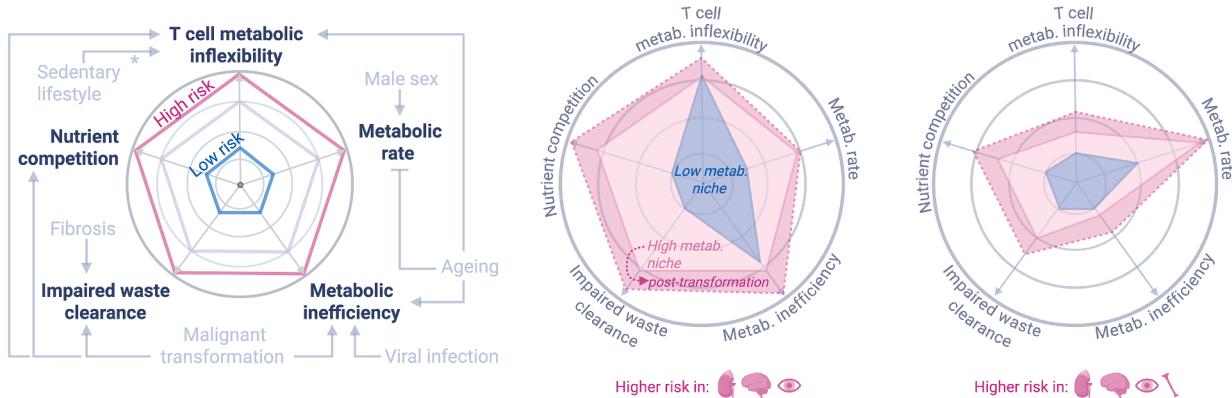 T cell metabolic
inflexibility
Sedentary
lifestyle
*
Male sex
High risk
Low risk
Nutrient
competition
Metabolic
rate
Fibrosis
Ageing
Impaired waste
clearance
Metabolic
inefficiency
Malignant
transformation
Viral infection
T cell
metab. inflexibility
Nutrient competition
Metab. rate
Low metab.
niche
High metab.
niche
post-transformation
Impaired waste
clearance
Metab. inefficiency
Higher risk in:
T cell
metab. inflexibility
Nutrient competition
Metab. rate
Impaired waste
clearance
Metab. inefficiency
Higher risk in: